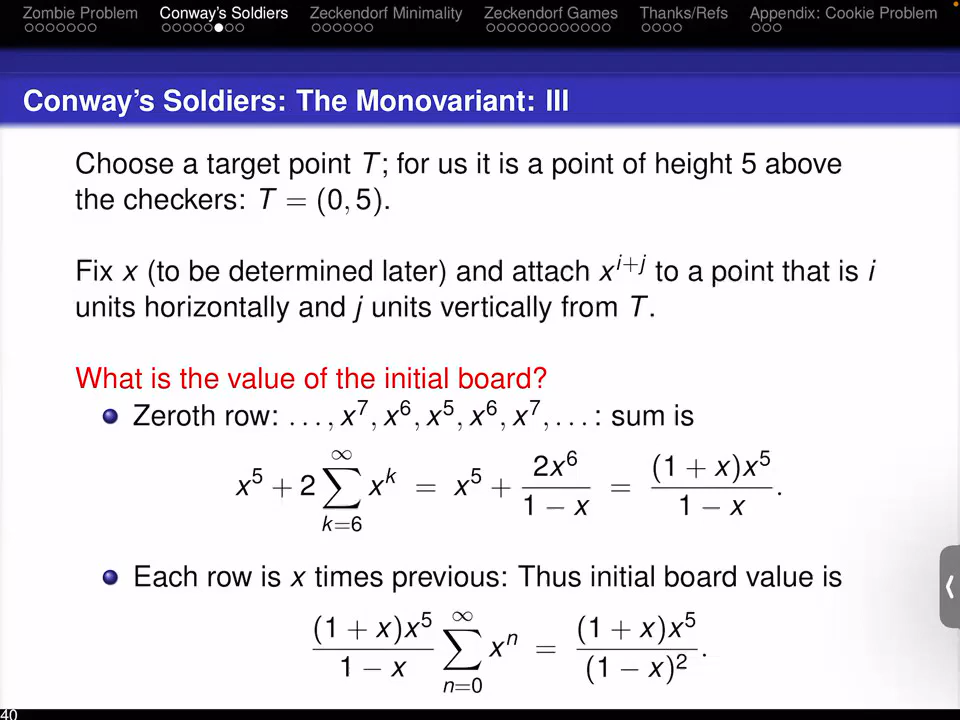 Zombie Problem Conway's Soldiers Zeckendorf Minimality Zeckendorf Games Thanks/Refs Appendix: Cookie Problem
Conway's Soldiers: The Monovariant: III
Choose a target point T; for us it is a point of height 5 above
the checkers: T = (0, 5).
Fix x (to be determined later) and attach x^{i+j} to a point that is i
units horizontally and j units vertically from T.
What is the value of the initial board?
Zeroth row: . . . , x^7, x^6, x^5, x^6, x^7, . . . : sum is
x^5 + 2 \sum_{k=6}^{\infty} x^k = x^5 + \frac{2x^6}{1 − x} = \frac{(1 + x)x^5}{1 − x}.
Each row is x times previous: Thus initial board value is
\frac{(1 + x)x^5}{1 − x} \sum_{n=0}^{\infty} x^n = \frac{(1 + x)x^5}{(1 − x)^2}.
40